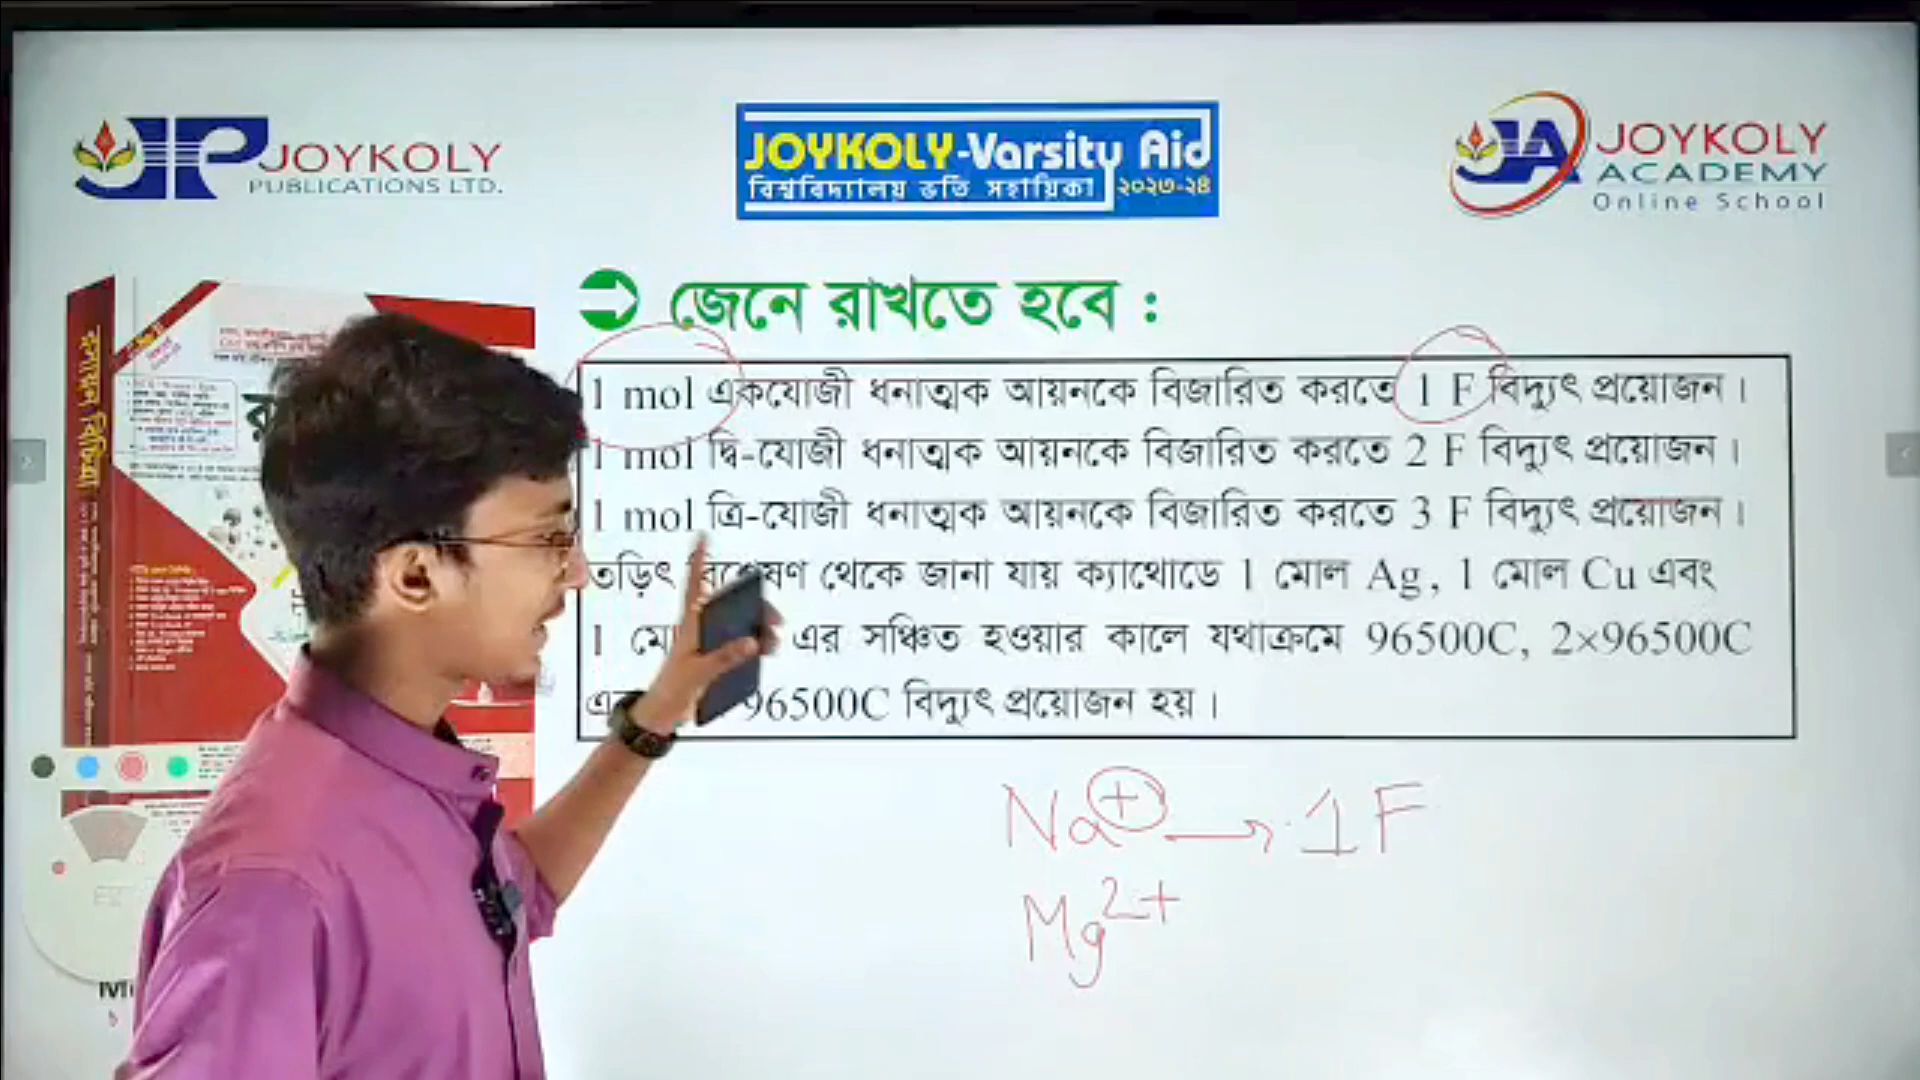 JP JOYKOLY
PUBLICATIONS LTD.
JOYKOLY-Varsity Aid
বিশ্ববিদ্যালয় ভর্তি সহায়িকা ২০২৩-২৪
JA JOYKOLY
ACADEMY
Online School
জেনে রাখতে হবে :
1 mol একযোজী ধনাত্মক আয়নকে বিজারিত করতে 1 F বিদ্যুৎ প্রয়োজন।
1 mol দ্বি-যোজী ধনাত্মক আয়নকে বিজারিত করতে 2 F বিদ্যুৎ প্রয়োজন।
1 mol ত্রি-যোজী ধনাত্মক আয়নকে বিজারিত করতে 3 F বিদ্যুৎ প্রয়োজন।
তড়িৎ বিশ্লেষণ থেকে জানা যায় ক্যাথোডে 1 মোল Ag, 1 মোল Cu এবং
1 এর সঞ্চিত হওয়ার কালে যথাক্রমে 96500C, 2×96500C
96500C বিদ্যুৎ প্রয়োজন হয়।
Na+ → 1F
Mg2+